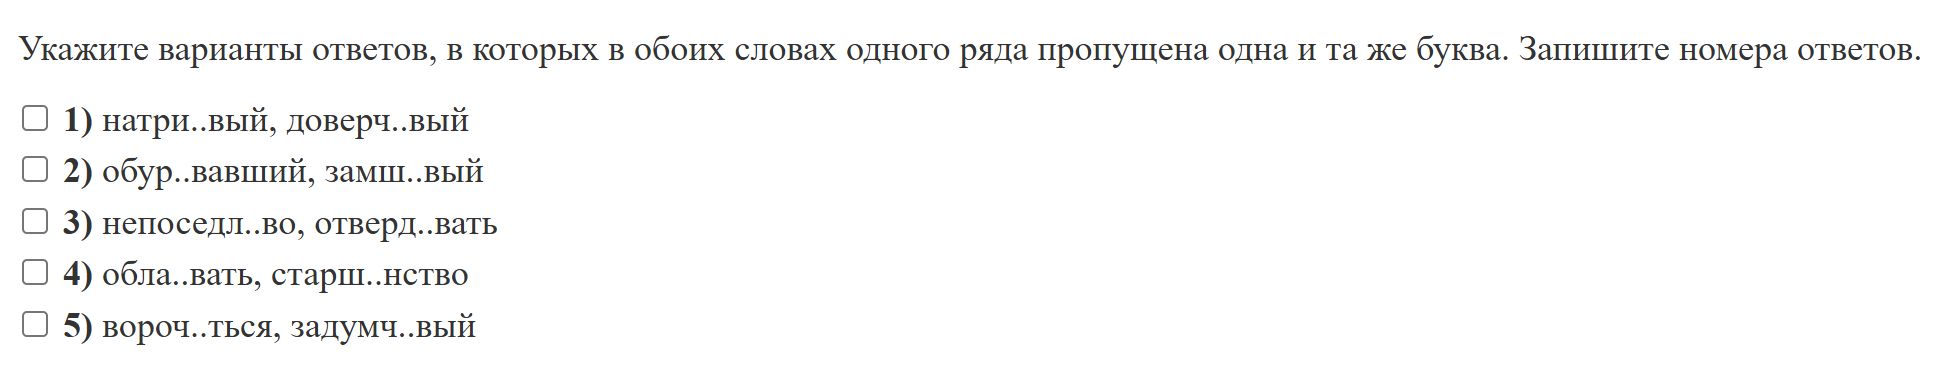 Укажите варианты ответов, в которых в обоих словах одного ряда пропущена одна и та же буква. Запишите номера ответов.
1) натри..вый, доверч..вый
2) обур..вавший, замш..вый
3) непоседл..во, отверд..вать
4) обла..вать, старш..нство
5) вороч..ться, задумч..вый